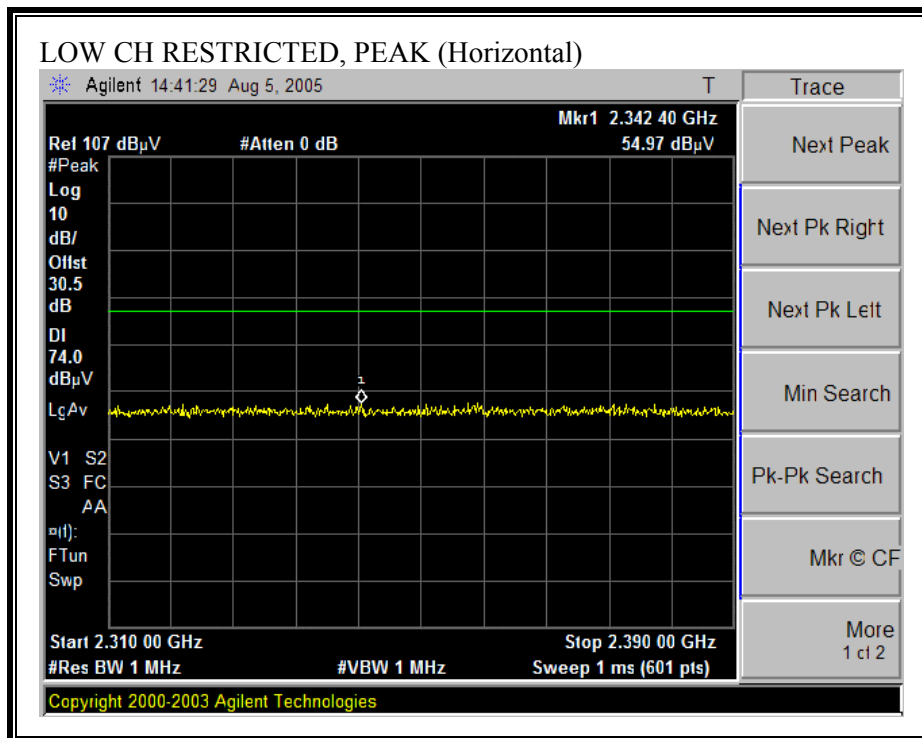 LOW CH RESTRICTED, PEAK (Horizontal)
Agilent 14:41:29 Aug 5, 2005 T
Trace
Mkr1 2.342 40 GHz
Ref 107 dBµV #Atten 0 dB 54.97 dBµV
#Peak
Log
10
dB/
Offst
30.5
dB
DI
74.0
dBµV
LgAv
1
V1 S2
S3 FC
AA
¤(f):
FTun
Swp
Start 2.310 00 GHz Stop 2.390 00 GHz
#Res BW 1 MHz #VBW 1 MHz Sweep 1 ms (601 pts)
Copyright 2000-2003 Agilent Technologies
Next Peak
Next Pk Right
Next Pk Left
Min Search
Pk-Pk Search
Mkr © CF
More
1 of 2